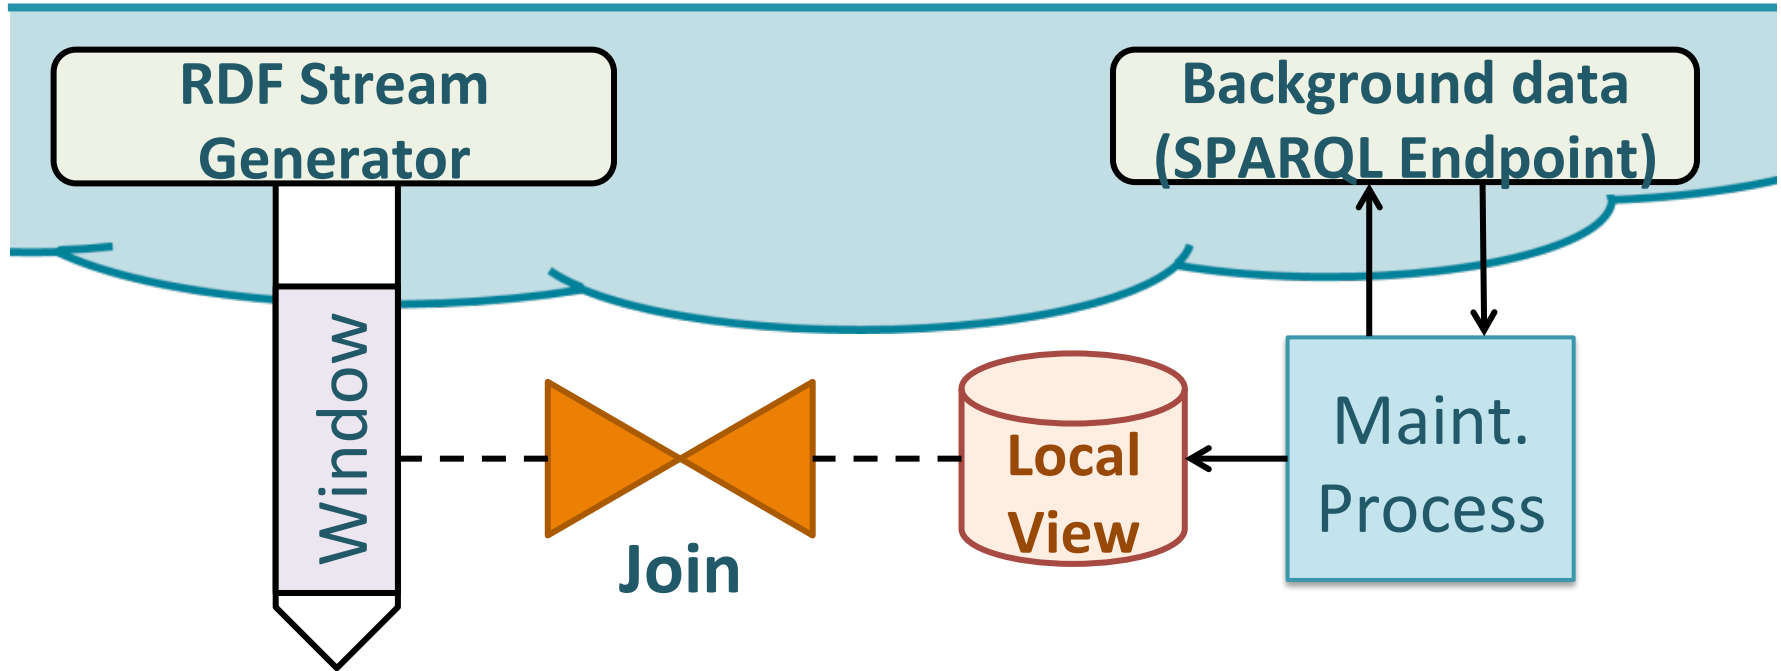 RDF Stream
Generator
Background data
(SPARQL Endpoint)
Window
Join
Local
View
Maint.
Process